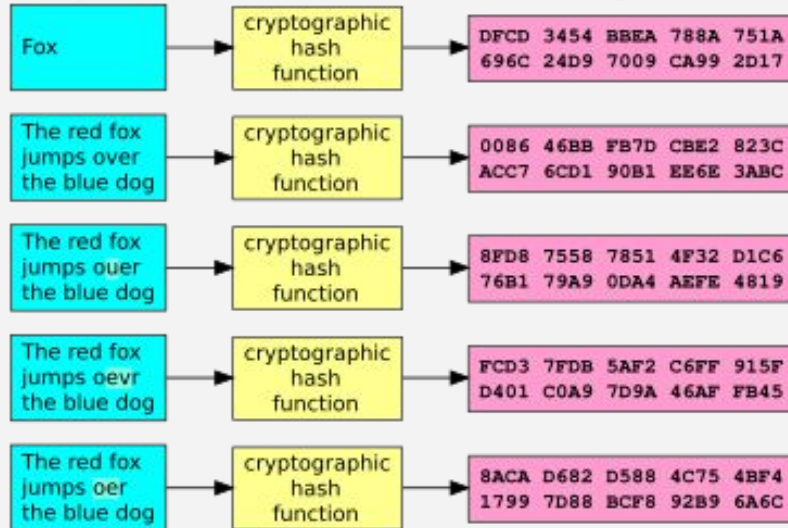 Fox
cryptographic
hash
function
DFCD 3454 BBEA 788A 751A
696C 24D9 7009 CA99 2D17
The red fox
jumps over
the blue dog
cryptographic
hash
function
0086 46BB FB7D CBE2 823C
ACC7 6CD1 90B1 EE6E 3ABC
The red fox
jumps ouer
the blue dog
cryptographic
hash
function
8FD8 7558 7851 4F32 D1C6
76B1 79A9 0DA4 AEFE 4819
The red fox
jumps oevr
the blue dog
cryptographic
hash
function
FCD3 7FDB 5AF2 C6FF 915F
D401 C0A9 7D9A 46AF FB45
The red fox
jumps oer
the blue dog
cryptographic
hash
function
8ACA D682 D588 4C75 4BF4
1799 7D88 BCF8 92B9 6A6C